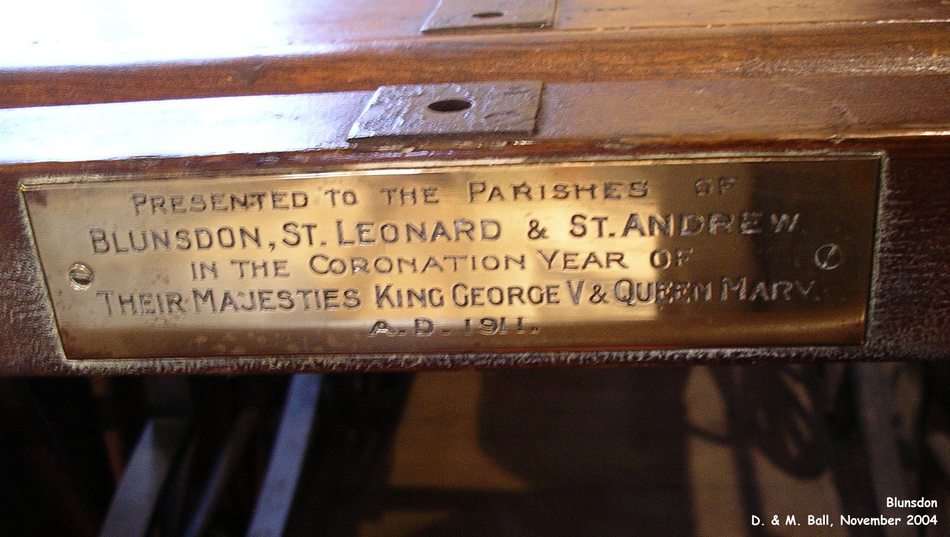 PRESENTED TO THE PARISHES OF
BLUNSDON, ST. LEONARD & ST. ANDREW
IN THE CORONATION YEAR OF
THEIR MAJESTIES KING GEORGE V & QUEEN MARY.
A.D. 1911.
Blunsdon
D. & M. Ball, November 2004